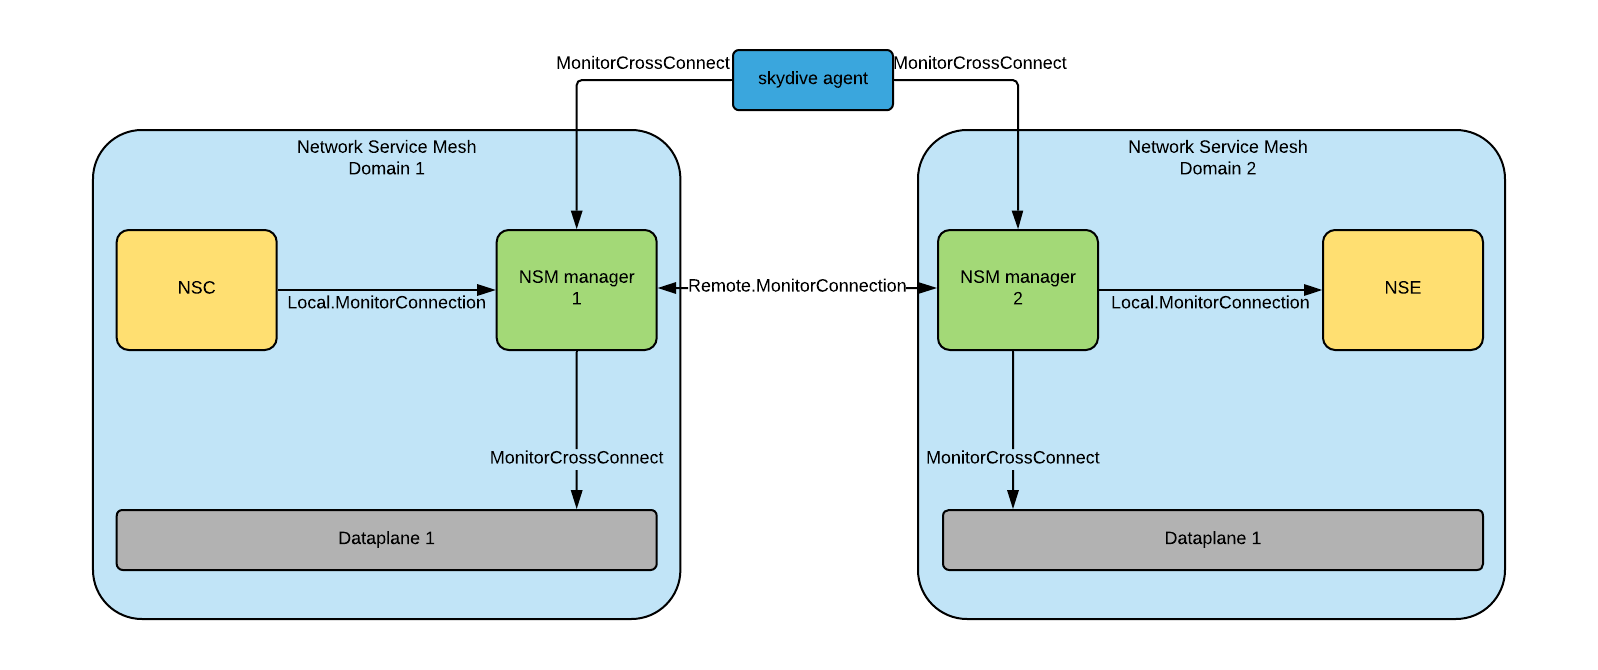 MonitorCrossConnect
skydive agent
MonitorCrossConnect
Network Service Mesh
Domain 1
Network Service Mesh
Domain 2
NSC
Local.MonitorConnection
NSM manager
1
Remote.MonitorConnection
NSM manager
2
Local.MonitorConnection
NSE
MonitorCrossConnect
MonitorCrossConnect
Dataplane 1
Dataplane 1